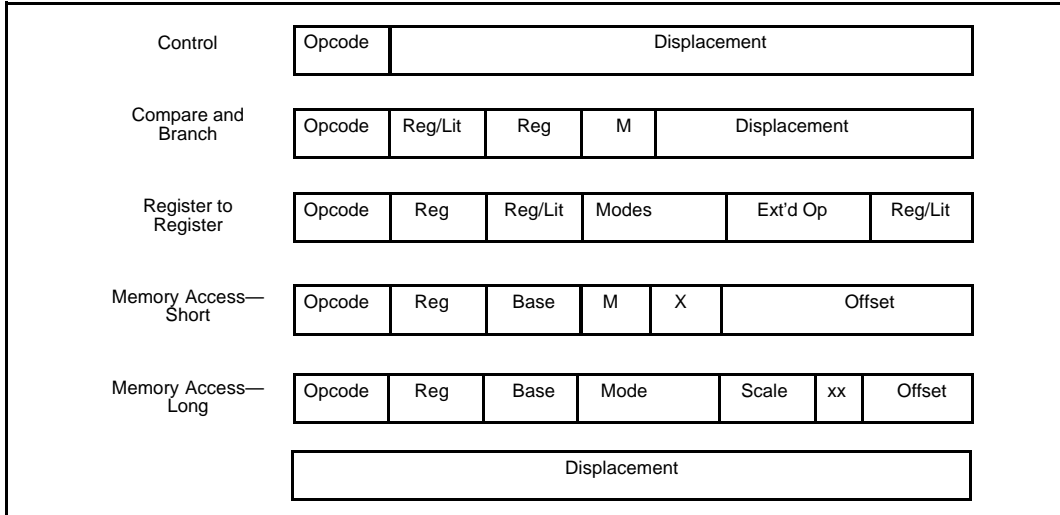 Control Opcode Displacement
Compare and
Branch Opcode Reg/Lit Reg M Displacement
Register to
Register Opcode Reg Reg/Lit Modes Ext'd Op Reg/Lit
Memory Access—
Short Opcode Reg Base M X Offset
Memory Access—
Long Opcode Reg Base Mode Scale xx Offset
Displacement